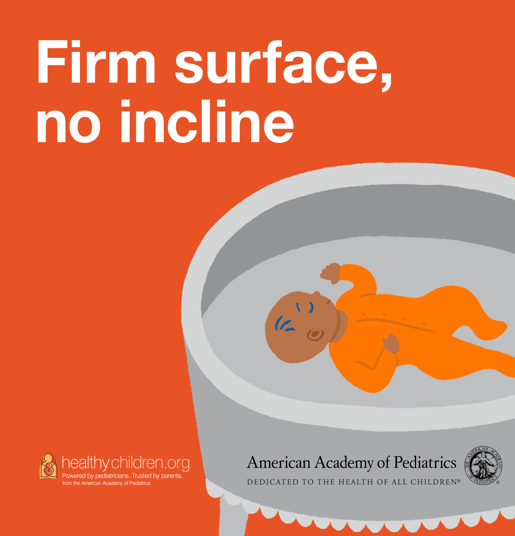 Firm surface,
no incline
healthychildren.org
Powered by pediatricians. Trusted by parents.
from the American Academy of Pediatrics
American Academy of Pediatrics
DEDICATED TO THE HEALTH OF ALL CHILDREN®